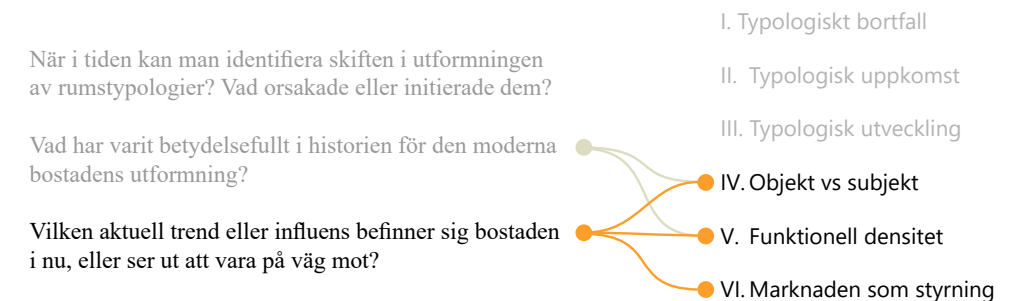 När i tiden kan man identifiera skiften i utformningen
av rumstypologier? Vad orsakade eller initierade dem?
Vad har varit betydelsefullt i historien för den moderna
bostadens utformning?
Vilken aktuell trend eller influens befinner sig bostaden
i nu, eller ser ut att vara på väg mot?
I. Typologiskt bortfall
II. Typologisk uppkomst
III. Typologisk utveckling
IV. Objekt vs subjekt
V. Funktionell densitet
VI. Marknaden som styrning